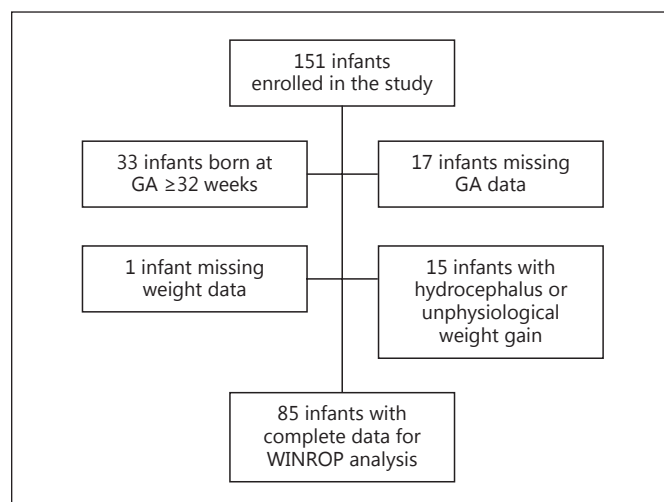 151 infants
enrolled in the study
33 infants born at
GA ≥32 weeks
17 infants missing
GA data
1 infant missing
weight data
15 infants with
hydrocephalus or
unphysiological
weight gain
85 infants with
complete data for
WINROP analysis